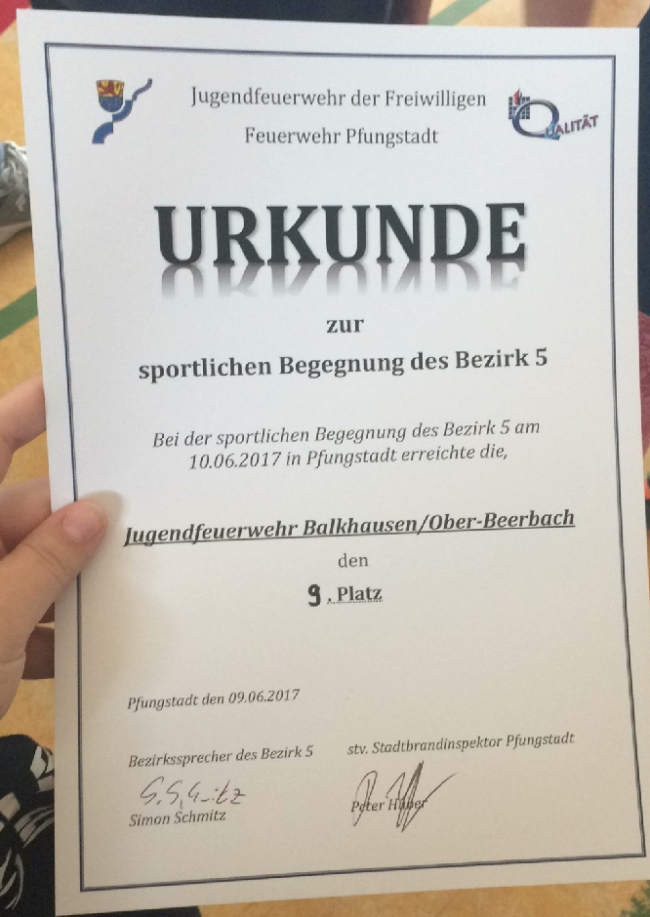 Jugendfeuerwehr der Freiwilligen
Feuerwehr Pfungstadt
QUALITÄT
URKUNDE
zur
sportlichen Begegnung des Bezirk 5
Bei der sportlichen Begegnung des Bezirk 5 am
10.06.2017 in Pfungstadt erreichte die,
Jugendfeuerwehr Balkhausen/Ober-Beerbach
den
9. Platz
Pfungstadt den 09.06.2017
Bezirkssprecher des Bezirk 5
stv. Stadtbrandinspektor Pfungstadt
S. Schmitz
Simon Schmitz
Peter Huber